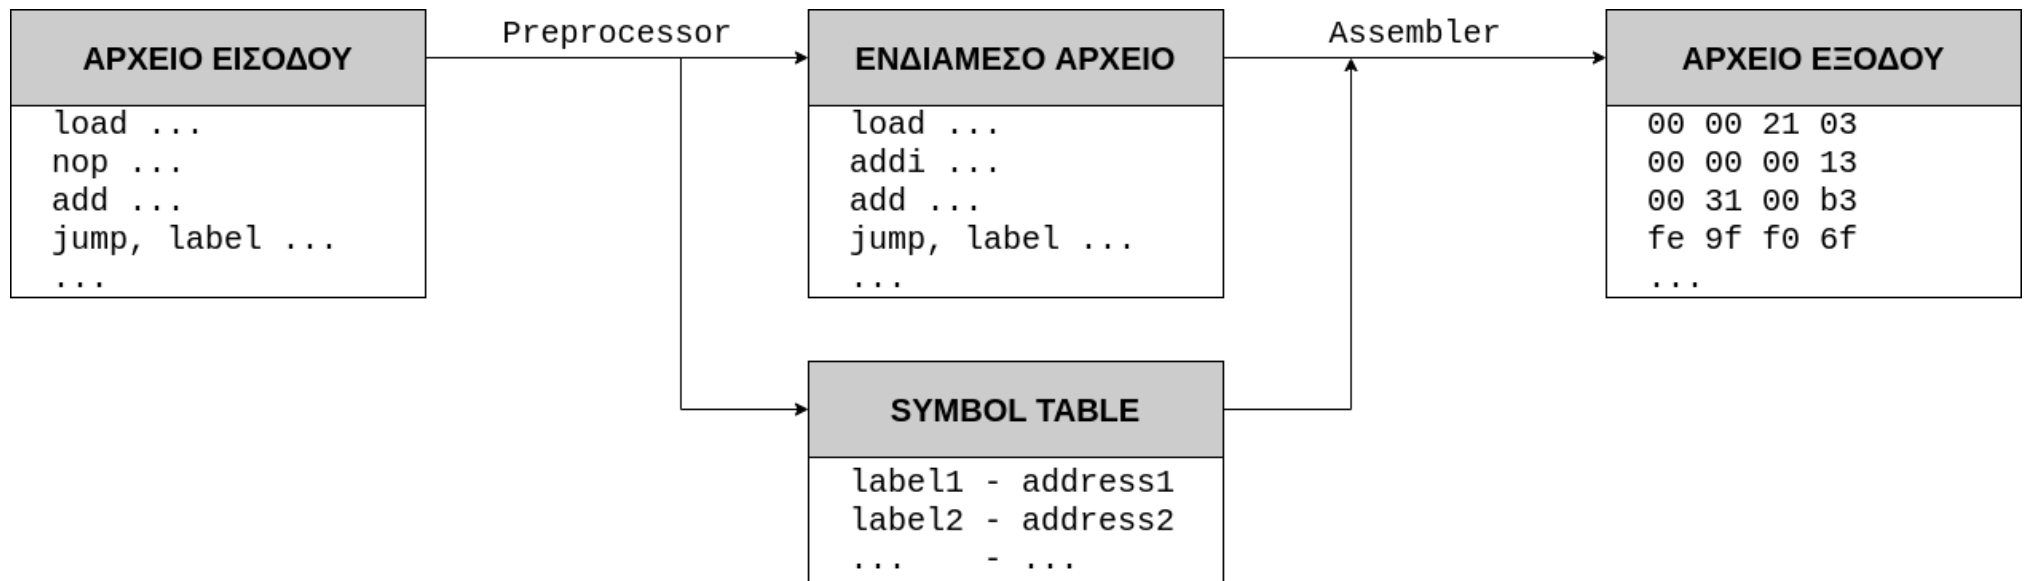 ΑΡΧΕΙΟ ΕΙΣΟΔΟΥ
load ...
nop ...
add ...
jump, label ...
...
Preprocessor
ΕΝΔΙΑΜΕΣΟ ΑΡΧΕΙΟ
load ...
addi ...
add ...
jump, label ...
...
SYMBOL TABLE
label1 - address1
label2 - address2
... - ...
Assembler
ΑΡΧΕΙΟ ΕΞΟΔΟΥ
00 00 21 03
00 00 00 13
00 31 00 b3
fe 9f f0 6f
...